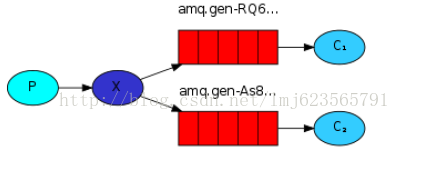 amq.gen-RQ6...
C₁
P
X
http://blog.csdn.net/lmj623565791
amq.gen-As8...
C₂